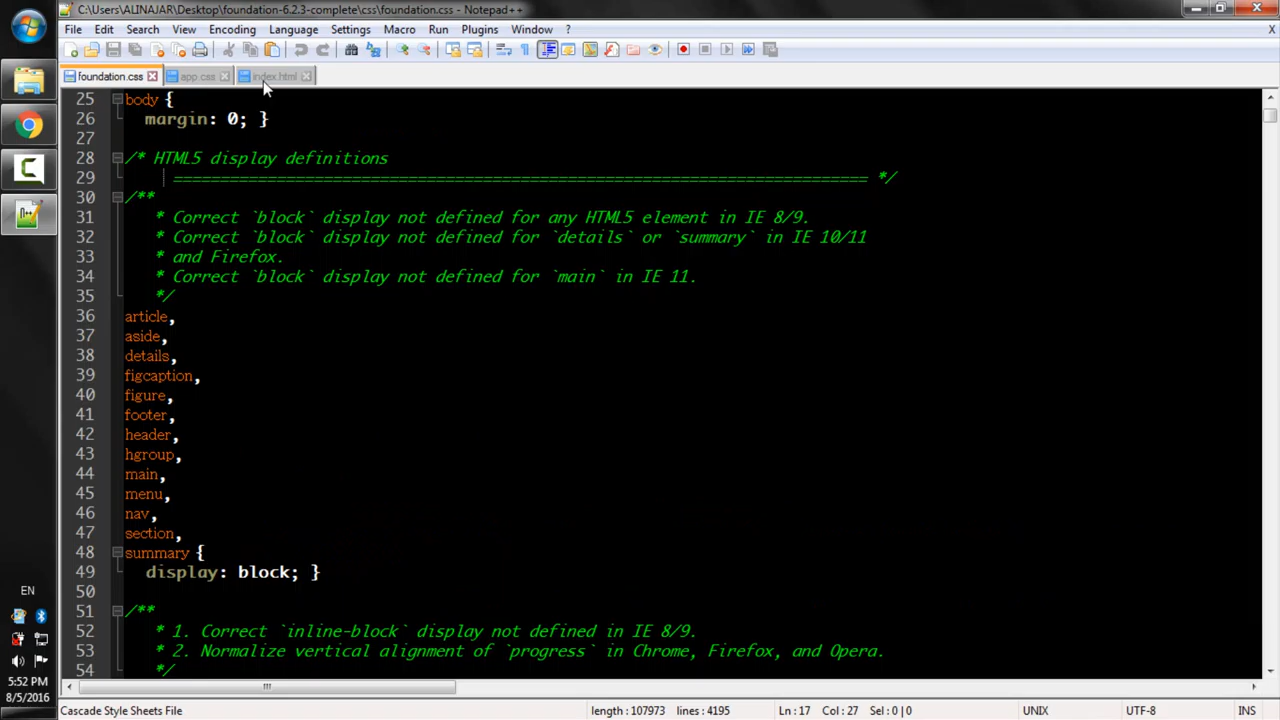 C:\Users\ALINAJAR\Desktop\foundation-6.2.3-complete\css\foundation.css - Notepad++
File Edit Search View Encoding Language Settings Macro Run Plugins Window ? X
foundation.css app.css index.html
25 body {
26 margin: 0; }
27
28 /* HTML5 display definitions
29 ========================================================================== */
30 /**
31 * Correct `block` display not defined for any HTML5 element in IE 8/9.
32 * Correct `block` display not defined for `details` or `summary` in IE 10/11
33 * and Firefox.
34 * Correct `block` display not defined for `main` in IE 11.
35 */
36 article,
37 aside,
38 details,
39 figcaption,
40 figure,
41 footer,
42 header,
43 hgroup,
44 main,
45 menu,
46 nav,
47 section,
48 summary {
49 display: block; }
50
51 /**
52 * 1. Correct `inline-block` display not defined in IE 8/9.
53 * 2. Normalize vertical alignment of `progress` in Chrome, Firefox, and Opera.
54 */
EN
5:52 PM
8/5/2016
Cascade Style Sheets File length : 107973 lines : 4195 Ln : 17 Col : 27 Sel : 0 | 0 UNIX UTF-8 INS